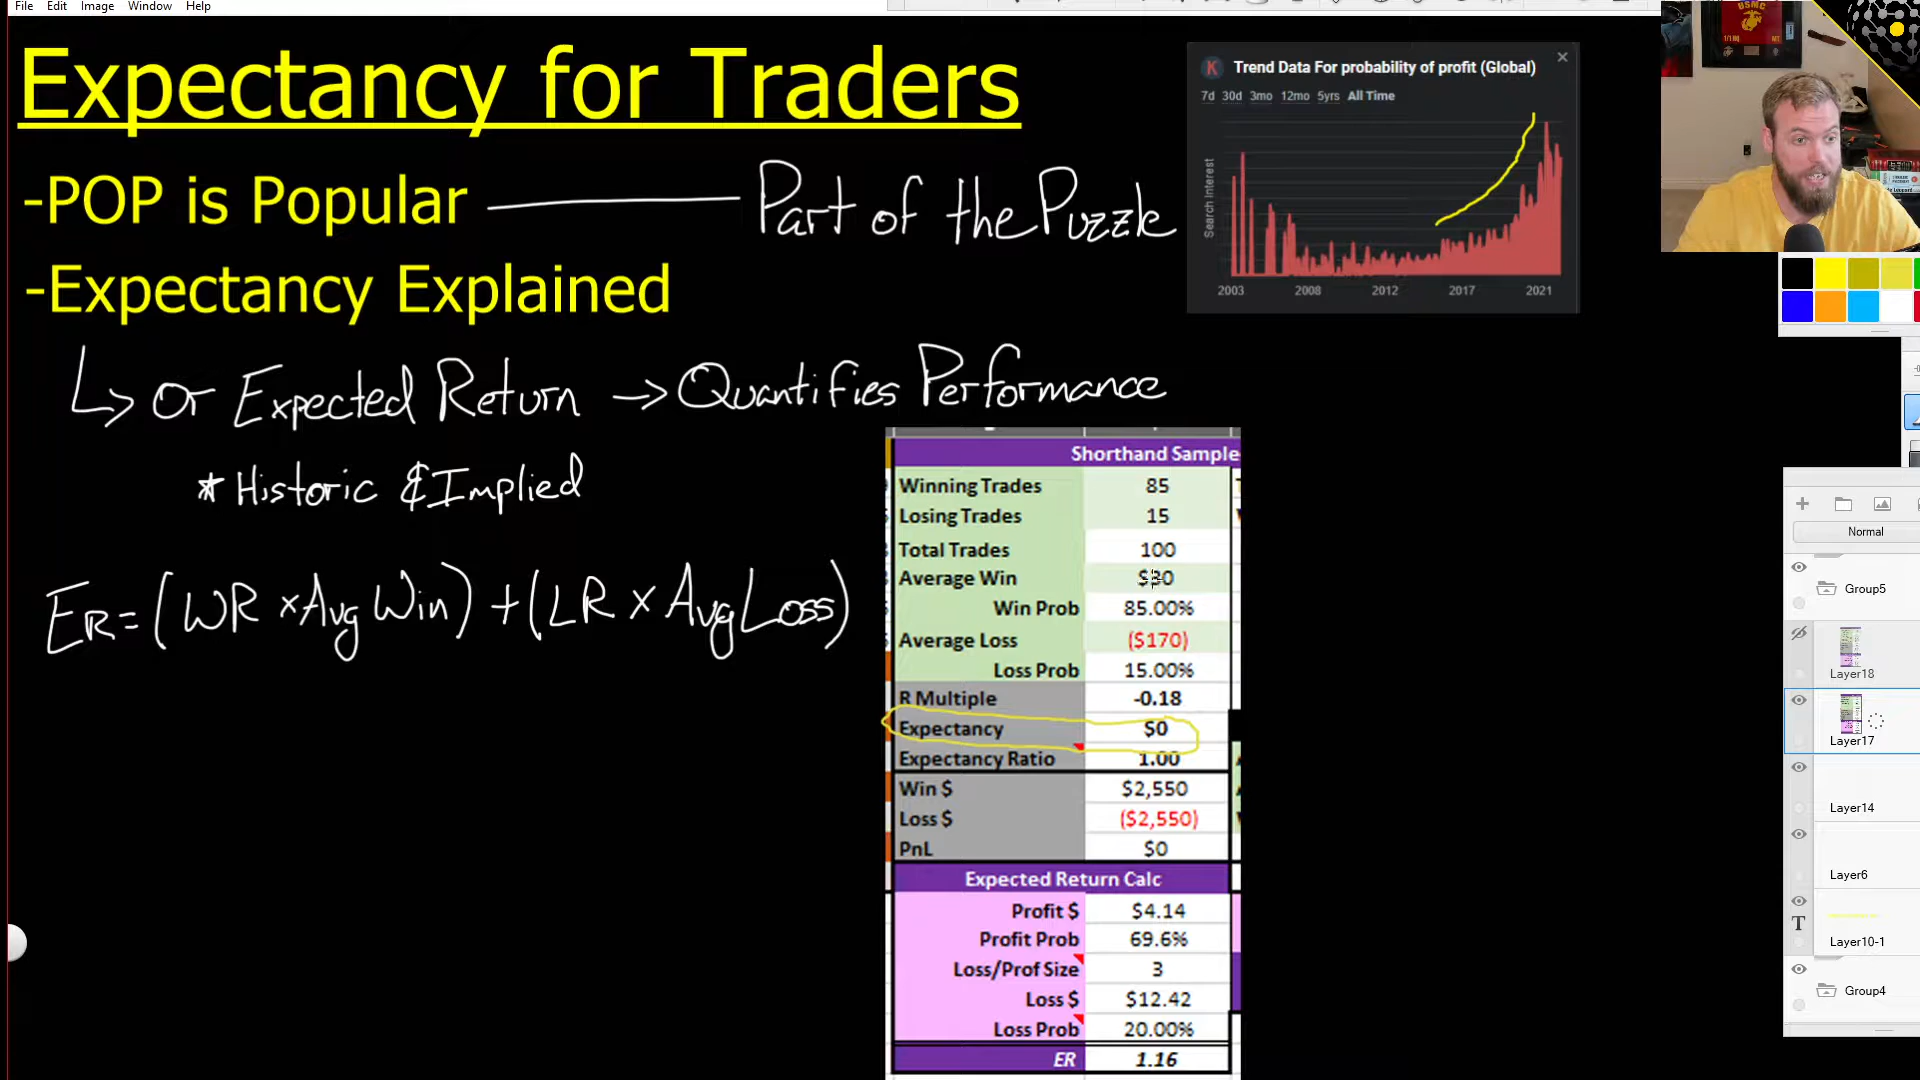 File Edit Image Window Help
Expectancy for Traders
-POP is Popular
Part of the Puzzle
-Expectancy Explained
or Expected Return → Quantifies Performance
* Historic & Implied
ER = (WR x Avg Win) + (LR x Avg Loss)
K Trend Data For probability of profit (Global)
7d 30d 3mo 12mo 5yrs All Time
Search Interest
2003 2008 2012 2017 2021
USMC
Shorthand Sample
Winning Trades 85
Losing Trades 15
Total Trades 100
Average Win $30
Win Prob 85.00%
Average Loss ($170)
Loss Prob 15.00%
R Multiple -0.18
Expectancy $0
Expectancy Ratio 1.00
Win $ $2,550
Loss $ ($2,550)
PnL $0
Expected Return Calc
Profit $ $4.14
Profit Prob 69.6%
Loss/Prof Size 3
Loss $ $12.42
Loss Prob 20.00%
ER 1.16
Normal
Group5
Layer18
Layer17
Layer14
Layer6
T
Layer10-1
Group4